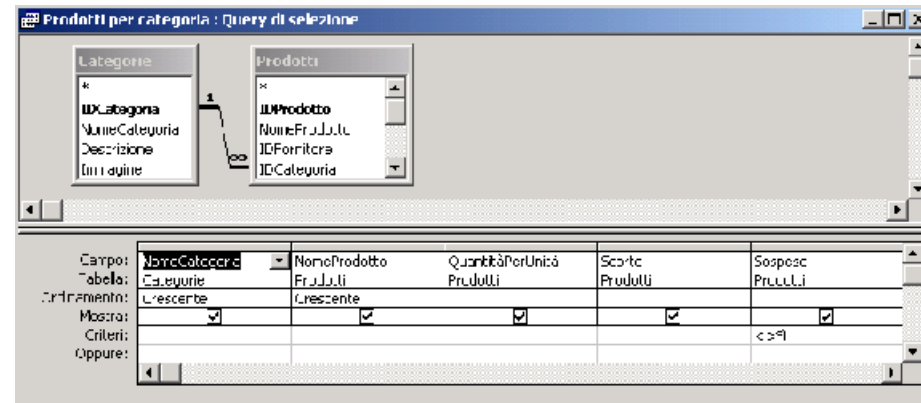 Prodotti per categoria : Query di selezione
Categorie
*
IDCategoria
NomeCategoria
Descrizione
Immagine
1
∞
Prodotti
*
IDProdotto
NomeProdotto
IDFornitore
IDCategoria
Campo: NomeCategoria NomeProdotto QuantitàPerUnità Scorte Sospeso
Tabella: Categorie Prodotti Prodotti Prodotti Prodotti
Ordinamento: Crescente Crescente
Mostra:
Criteri:
Oppure: